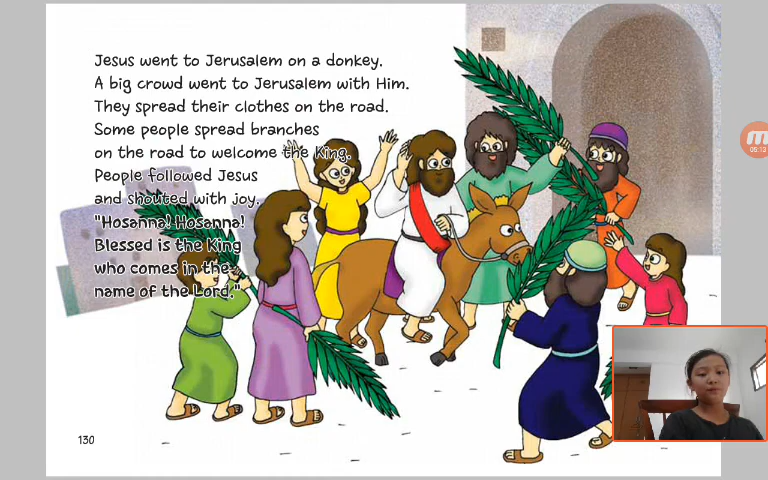 Jesus went to Jerusalem on a donkey.
A big crowd went to Jerusalem with Him.
They spread their clothes on the road.
Some people spread branches
on the road to welcome the King.
People followed Jesus
and shouted with joy.
"Hosanna! Hosanna!
Blessed is the King
who comes in the
name of the Lord."
130
05:13